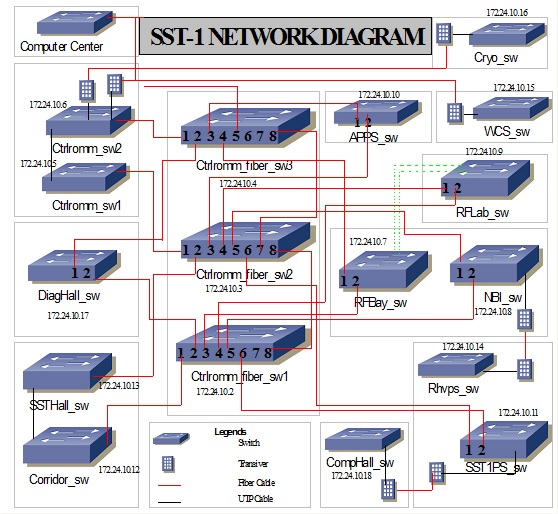 SST-1 NETWORK DIAGRAM
Computer Center
172.24.10.16
Cryo_sw
172.24.10.6
Ctrlromm_sw2
172.24.10.5
Ctrlromm_sw1
1 2 3 4 5 6 7 8
Ctrlromm_fiber_sw3
172.24.10.4
172.24.10.10
1 2
APPS_sw
172.24.10.15
WCS_sw
172.24.10.9
1 2
RFLab_sw
1 2
DiagHall_sw
172.24.10.17
1 2 3 4 5 6 7 8
Ctrlromm_fiber_sw2
172.24.10.3
172.24.10.7
1 2
RFBay_sw
1 2
NBI_sw
172.24.10.8
1 2 3 4 5 6 7 8
Ctrlromm_fiber_sw1
172.24.10.2
172.24.10.14
Rhvps_sw
172.24.10.13
SSTHall_sw
Corridor_sw
172.24.10.12
172.24.10.11
1 2
SST1PS_sw
CompHall_sw
172.24.10.18
Legends
Switch
Transiver
Fiber Cable
UTP Cable